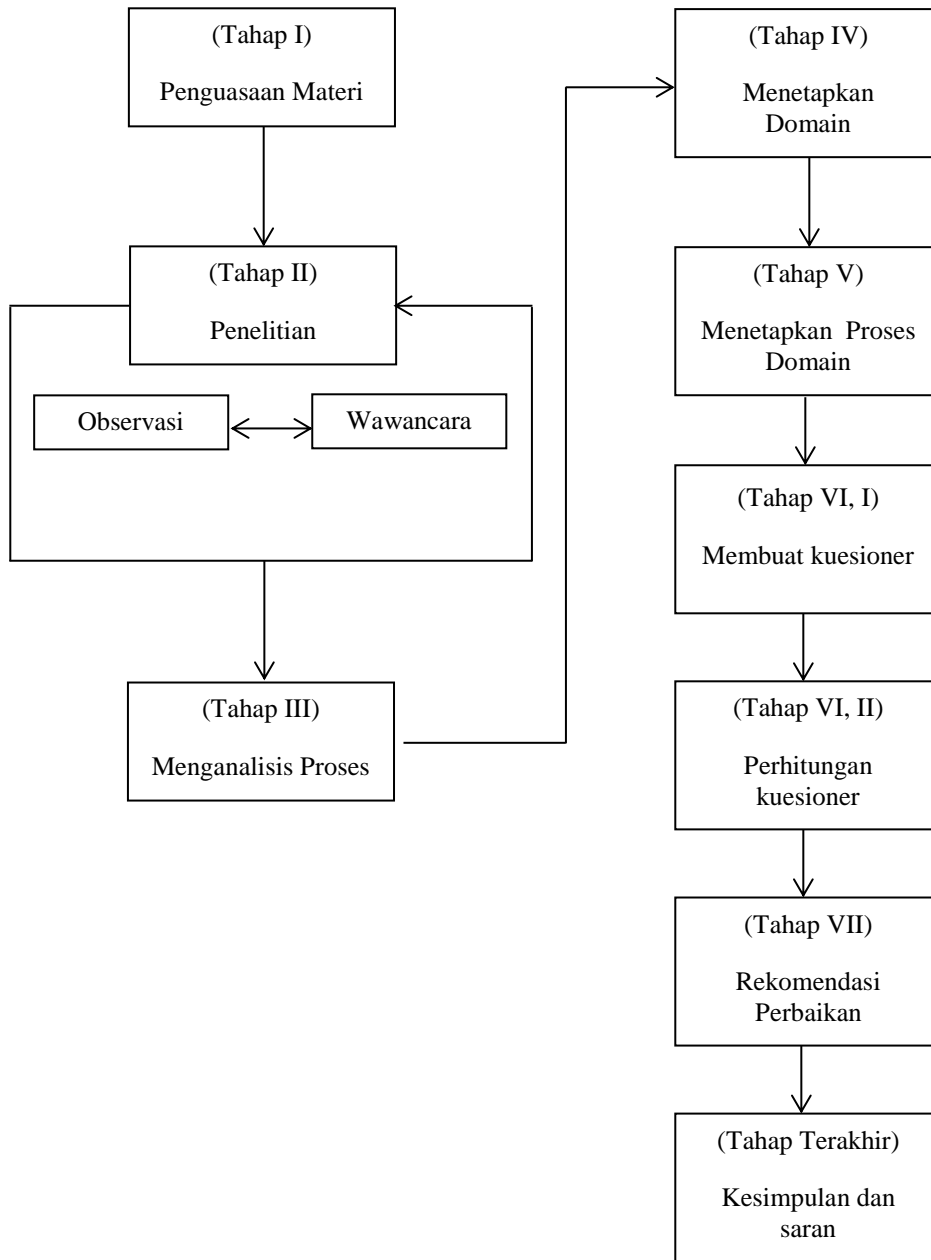 (Tahap I)
Penguasaan Materi
(Tahap II)
Penelitian
Observasi
Wawancara
(Tahap III)
Menganalisis Proses
(Tahap IV)
Menetapkan
Domain
(Tahap V)
Menetapkan  Proses
Domain
(Tahap VI, I)
Membuat kuesioner
(Tahap VI, II)
Perhitungan
kuesioner
(Tahap VII)
Rekomendasi
Perbaikan
(Tahap Terakhir)
Kesimpulan dan
saran